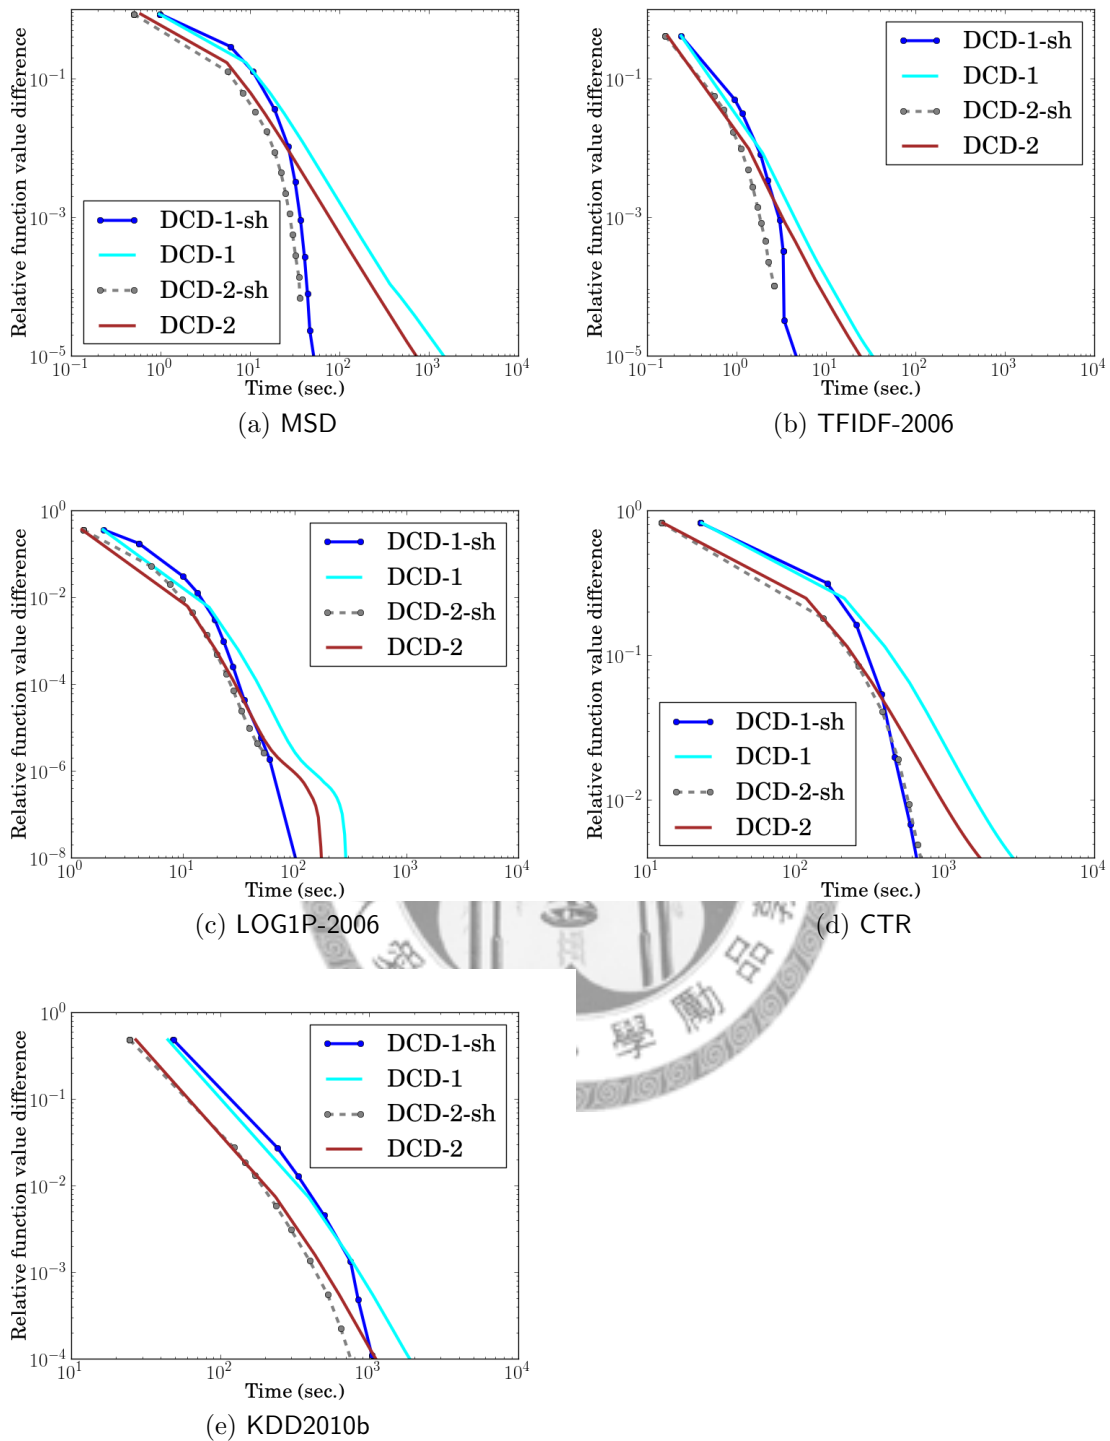 Relative function value difference
10^{-1}
10^{-3}
10^{-5}
DCD-1-sh
DCD-1
DCD-2-sh
DCD-2
10^{-1} 10^{0} 10^{1} 10^{2} 10^{3} 10^{4}
Time (sec.)
(a) MSD
Relative function value difference
10^{-1}
10^{-3}
10^{-5}
DCD-1-sh
DCD-1
DCD-2-sh
DCD-2
10^{-1} 10^{0} 10^{1} 10^{2} 10^{3} 10^{4}
Time (sec.)
(b) TFIDF-2006
Relative function value difference
10^{0}
10^{-2}
10^{-4}
10^{-6}
10^{-8}
DCD-1-sh
DCD-1
DCD-2-sh
DCD-2
10^{0} 10^{1} 10^{2} 10^{3} 10^{4}
Time (sec.)
(c) LOG1P-2006
Relative function value difference
10^{0}
10^{-1}
10^{-2}
DCD-1-sh
DCD-1
DCD-2-sh
DCD-2
10^{1} 10^{2} 10^{3} 10^{4}
Time (sec.)
(d) CTR
Relative function value difference
10^{0}
10^{-1}
10^{-2}
10^{-3}
10^{-4}
DCD-1-sh
DCD-1
DCD-2-sh
DCD-2
10^{1} 10^{2} 10^{3} 10^{4}
Time (sec.)
(e) KDD2010b
學勵品